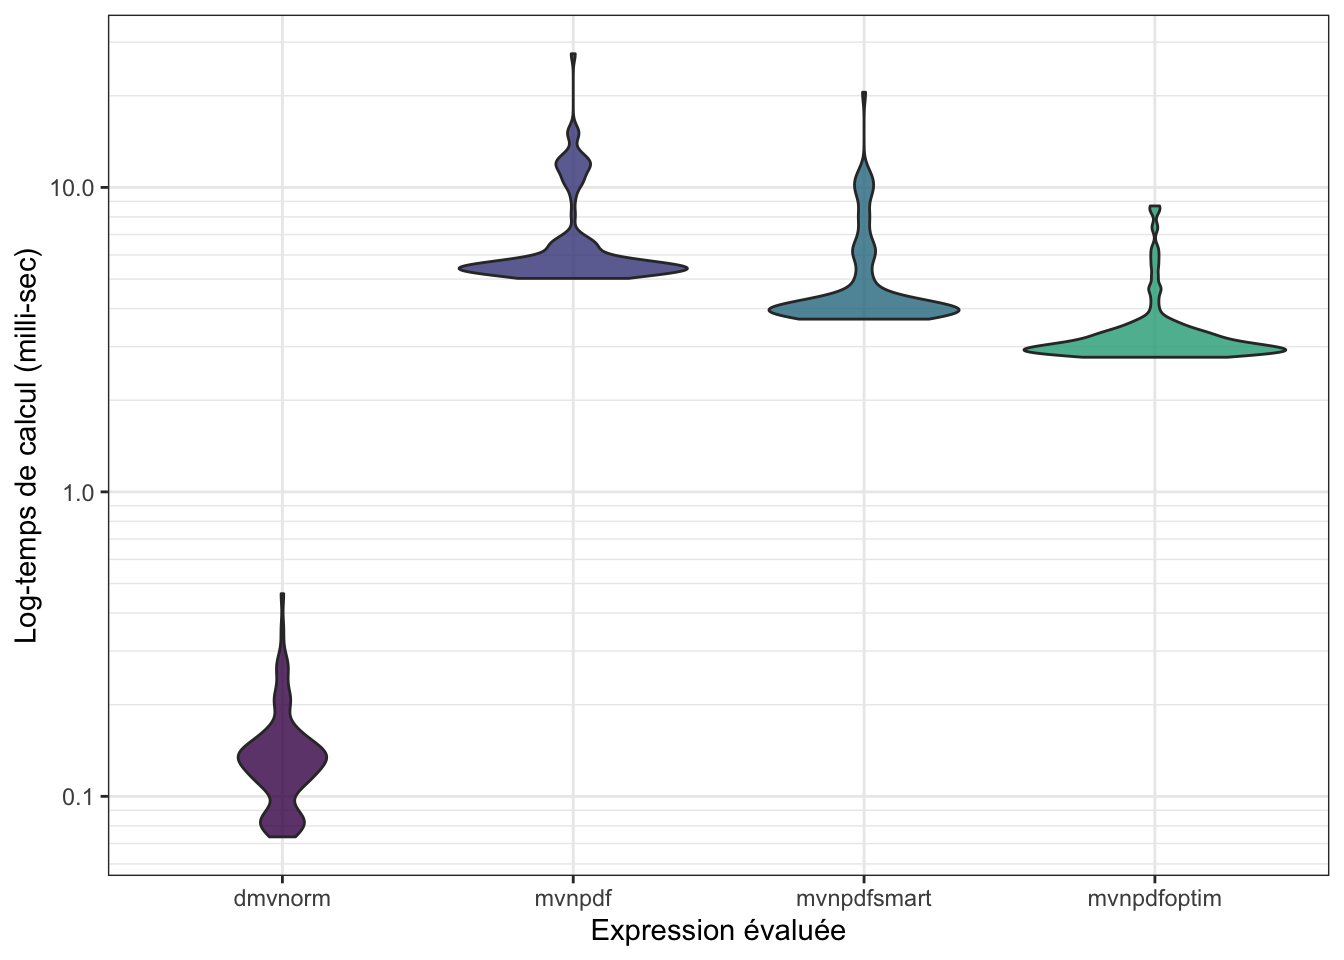 Log-temps de calcul (milli-sec)
10.0
1.0
0.1
dmvnorm mvnpdf mvnpdfsmart mvnpdfoptim
Expression évaluée